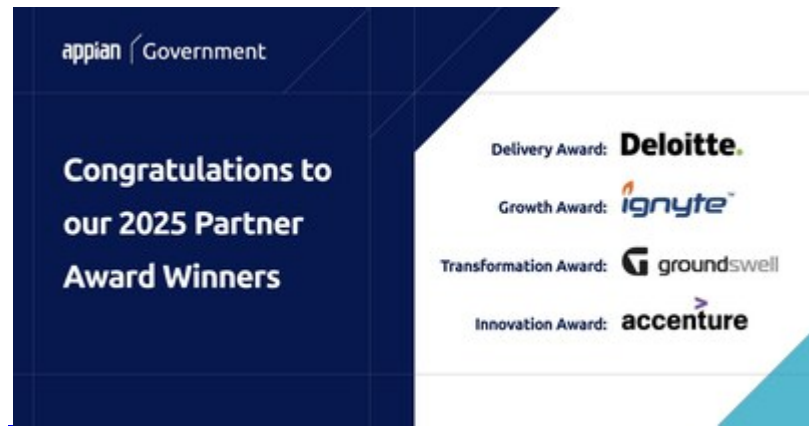 appian Government
Congratulations to
our 2025 Partner
Award Winners
Delivery Award: Deloitte.
Growth Award: ignyte™
Transformation Award: groundswell
Innovation Award: accenture